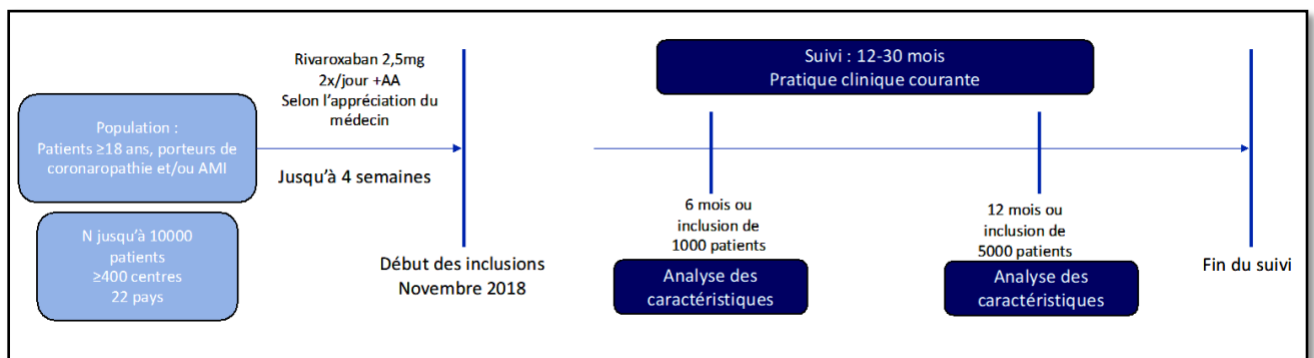 Population :
Patients ≥18 ans, porteurs de
coronaropathie et/ou AMI
N jusqu'à 10000
patients
≥400 centres
22 pays
Rivaroxaban 2,5mg
2x/jour +AA
Selon l'appréciation du
médecin
Jusqu'à 4 semaines
Début des inclusions
Novembre 2018
Suivi : 12-30 mois
Pratique clinique courante
6 mois ou
inclusion de
1000 patients
Analyse des
caractéristiques
12 mois ou
inclusion de
5000 patients
Analyse des
caractéristiques
Fin du suivi